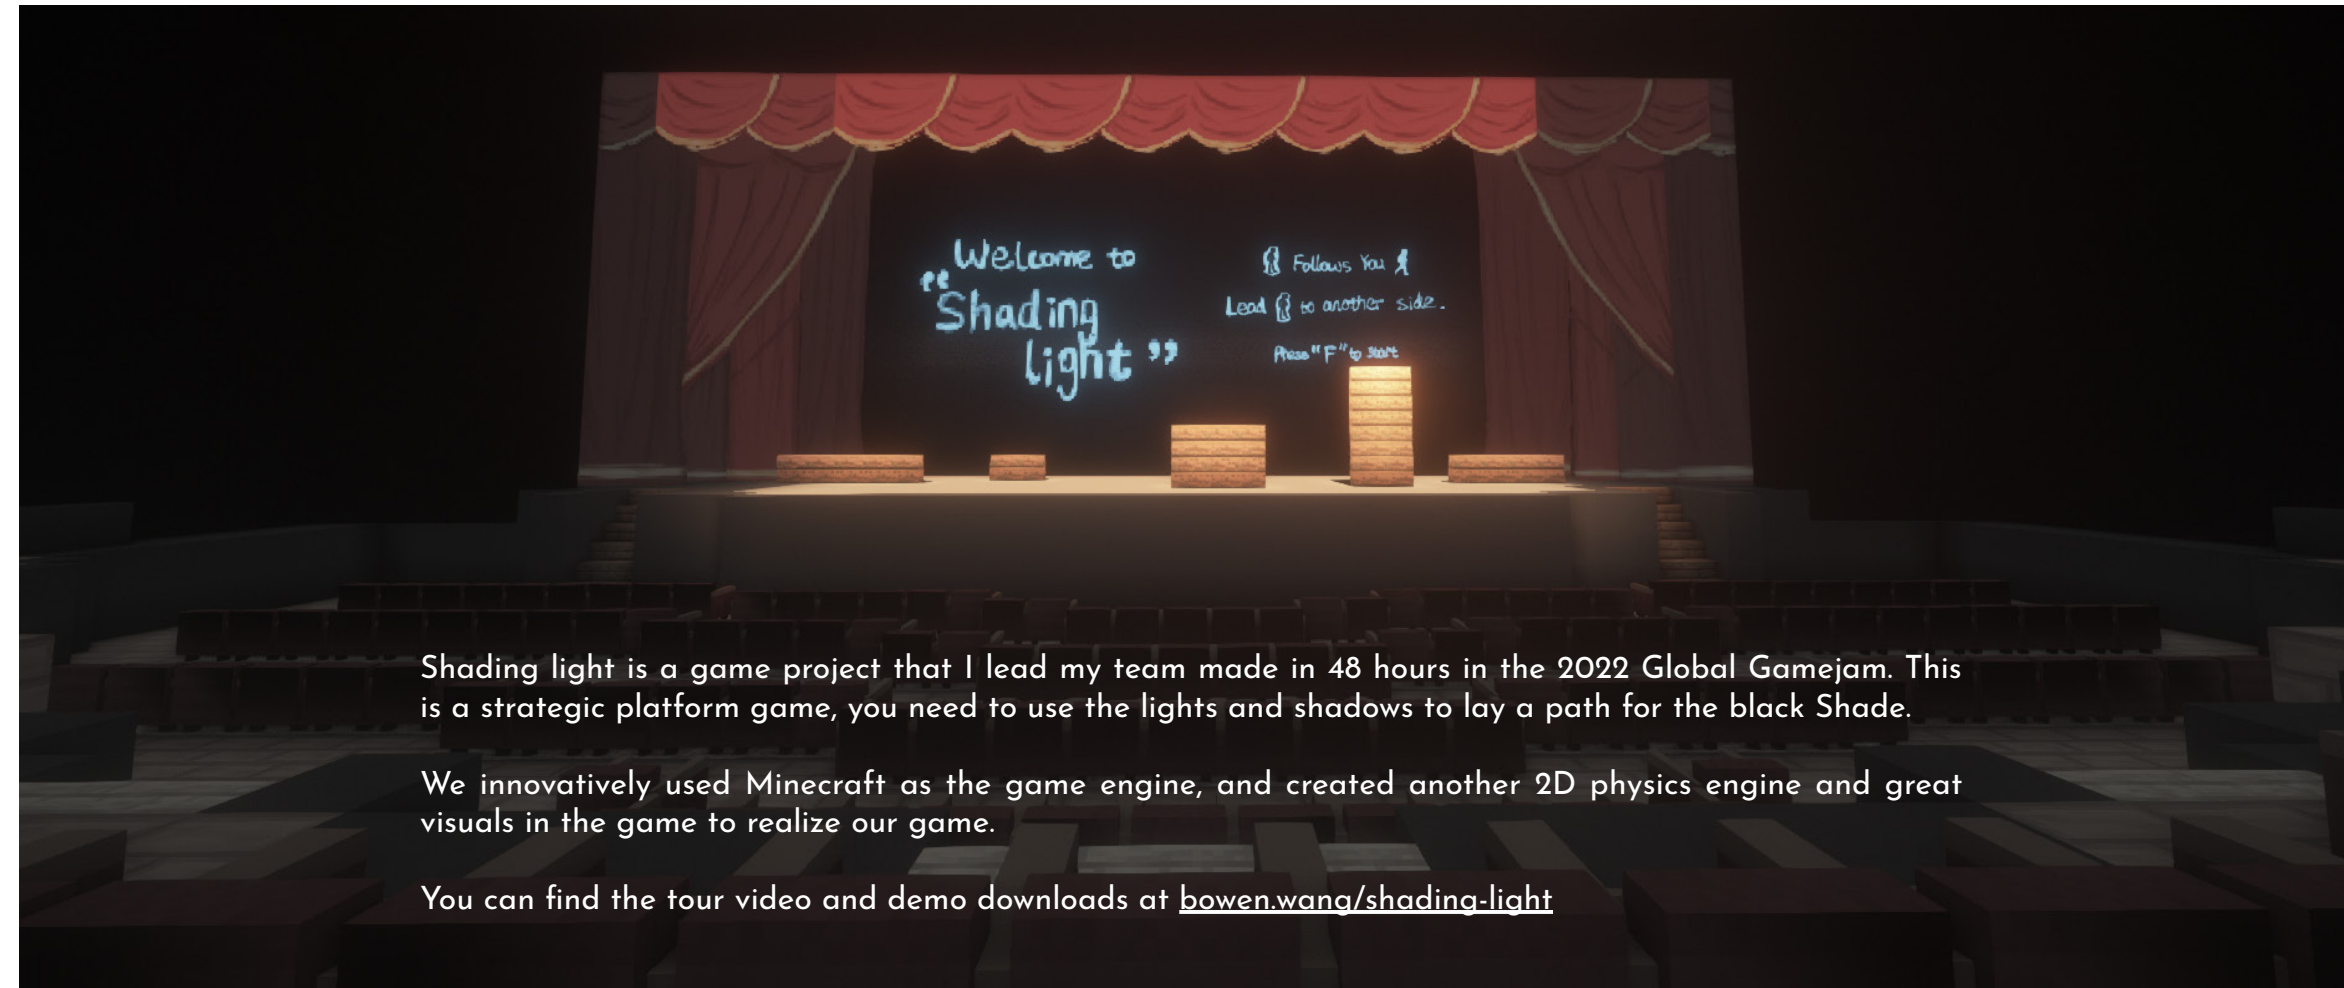 Welcome to
"Shading
light"
Follows You
Lead to another side.
Press "F" to start
Shading light is a game project that I lead my team made in 48 hours in the 2022 Global Gamejam. This
is a strategic platform game, you need to use the lights and shadows to lay a path for the black Shade.
We innovatively used Minecraft as the game engine, and created another 2D physics engine and great
visuals in the game to realize our game.
You can find the tour video and demo downloads at bowen.wang/shading-light